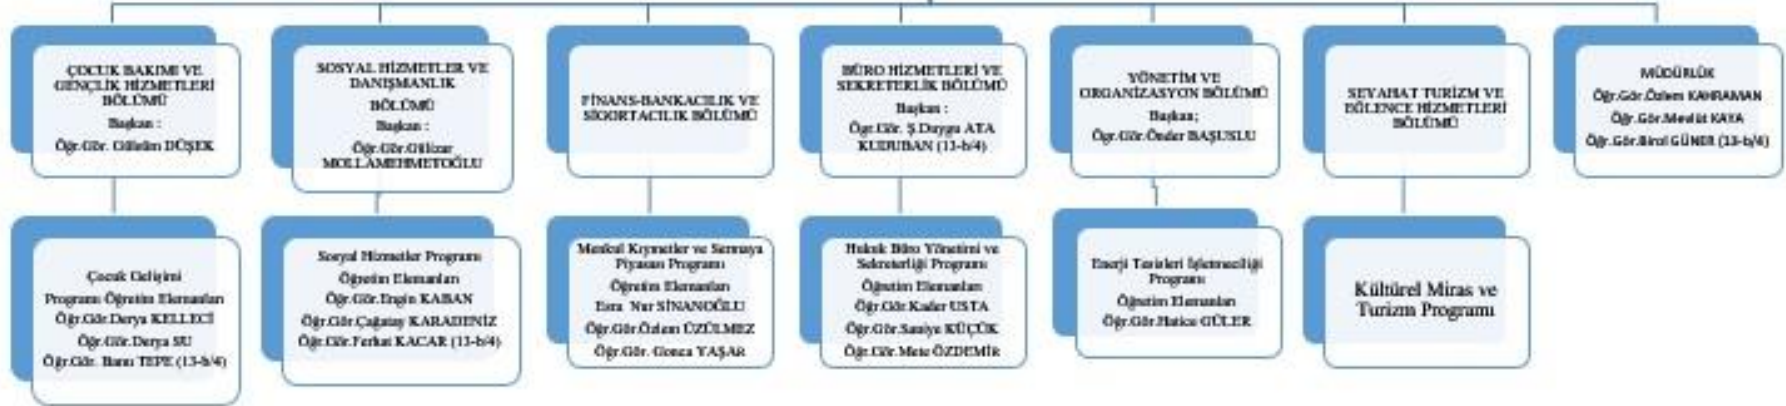 ÇOCUK BAKIMI VE
GENÇLİK HİZMETLERİ
BÖLÜMÜ
Başkan :
Öğr.Gör. Gülsüm DÜŞEK
SOSYAL HİZMETLER VE
DANIŞMANLIK
BÖLÜMÜ
Başkan :
Öğr.Gör.Gülizar
MOLLAMEHMETOĞLU
FİNANS-BANKACILIK VE
SİGORTACILIK BÖLÜMÜ
BÜRO HİZMETLERİ VE
SEKRETERLİK BÖLÜMÜ
Başkan :
Öğr.Gör. Ş.Duygu ATA
KUDUBAN (13-b/4)
YÖNETİM VE
ORGANİZASYON BÖLÜMÜ
Başkan;
Öğr.Gör.Önder BAŞUSLU
SEYAHAT TURİZM VE
EĞLENCE HİZMETLERİ
BÖLÜMÜ
MÜDÜRLÜK
Öğr.Gör.Özlem KAHRAMAN
Öğr.Gör.Mevlüt KAYA
Öğr.Gör.Birol GÜNER (13-b/4)
Çocuk Gelişimi
Programı Öğretim Elemanları
Öğr.Gör.Derya KELLECİ
Öğr.Gör.Derya SU
Öğr.Gör. Banu TEPE (13-b/4)
Sosyal Hizmetler Programı
Öğretim Elemanları
Öğr.Gör.Engin KABAN
Öğr.Gör.Çağatay KARADENİZ
Öğr.Gör.Ferhat KACAR (13-b/4)
Menkul Kıymetler ve Sermaye
Piyasası Programı
Öğretim Elemanları
Esra Nur SİNANOĞLU
Öğr.Gör.Özlem ÜZÜLMEZ
Öğr.Gör. Gonca YAŞAR
Hukuk Büro Yönetimi ve
Sekreterliği Programı
Öğretim Elemanları
Öğr.Gör.Kader USTA
Öğr.Gör.Saniye KÜÇÜK
Öğr.Gör.Mete ÖZDEMİR
Enerji Tesisleri İşletmeciliği
Programı
Öğretim Elemanları
Öğr.Gör.Hatice GÜLER
Kültürel Miras ve
Turizm Programı